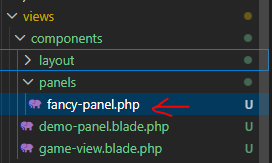 views
components
layout
panels
fancy-panel.php U
demo-panel.blade.php U
game-view.blade.php U